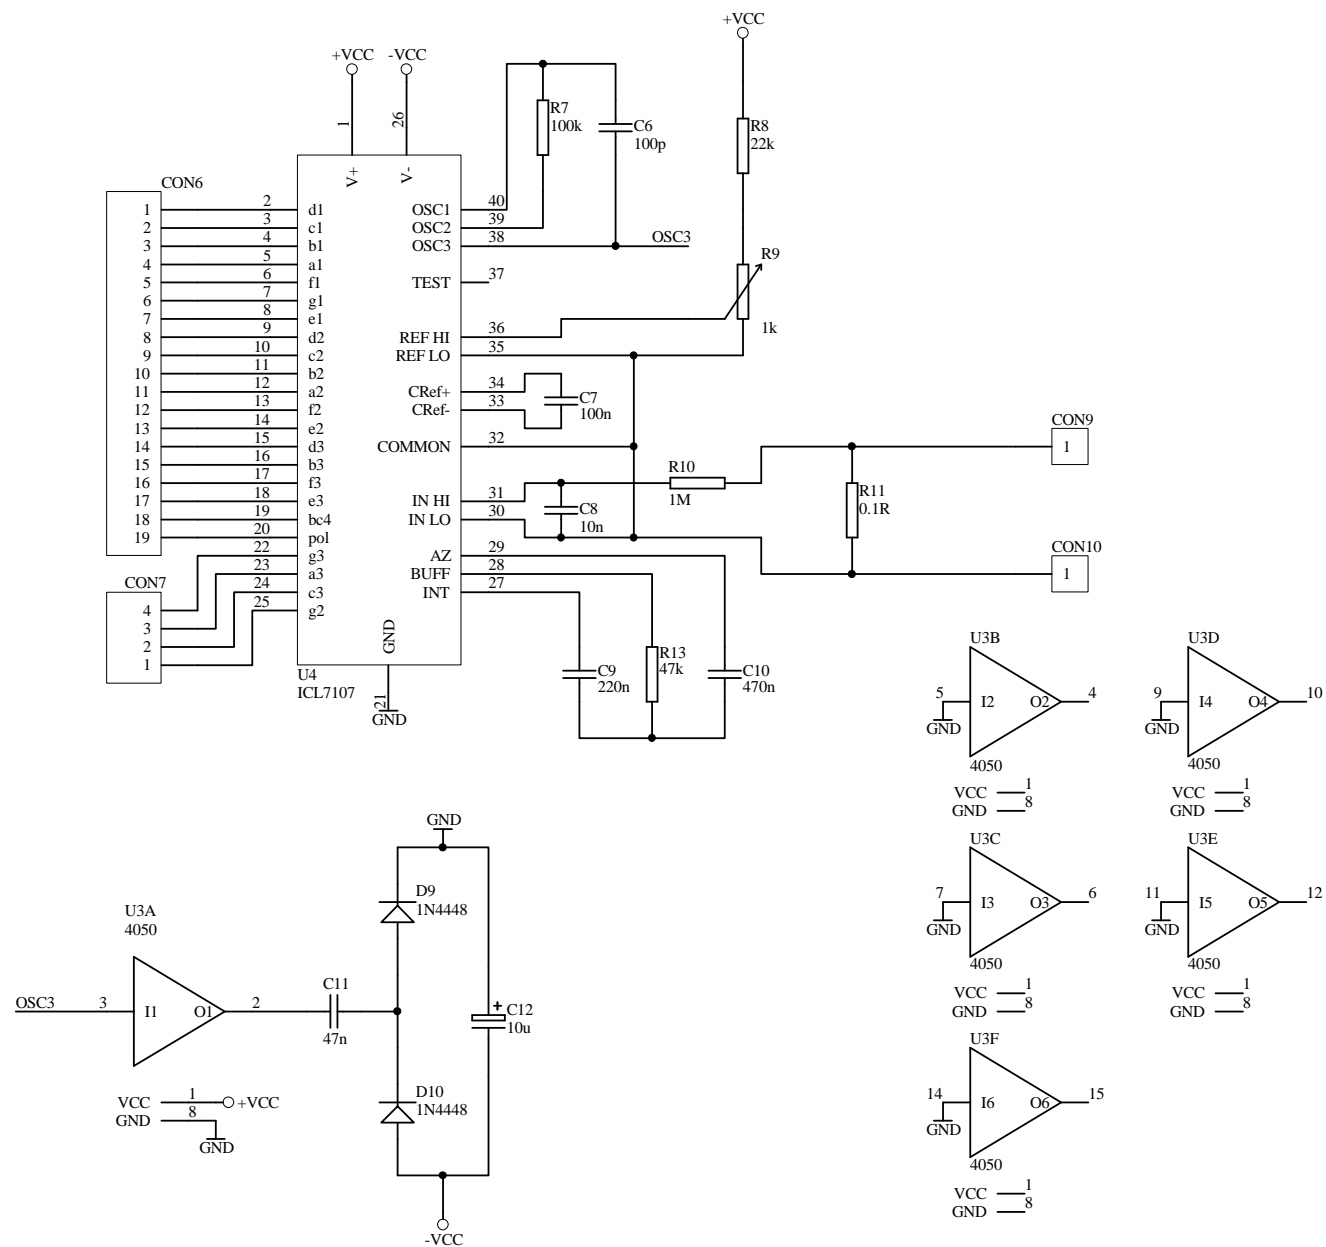 +VCC
+VCC
-VCC
1
26
R7
100k
C6
100p
R8
22k
V+
V-
CON6
1 2 d1
2 3 c1
3 4 b1
4 5 a1
5 6 f1
6 7 g1
7 8 e1
8 9 d2
9 10 c2
10 11 b2
11 12 a2
12 13 f2
13 14 e2
14 15 d3
15 16 b3
16 17 f3
17 18 e3
18 19 bc4
19 20 pol
22 g3
CON7
23 a3
24 c3
25 g2
4
3
2
1
OSC1 40
OSC2 39
OSC3 38
OSC3
TEST 37
R9
1k
REF HI 36
REF LO 35
CRef+ 34
CRef- 33
C7
100n
COMMON 32
IN HI 31
IN LO 30
C8
10n
R10
1M
R11
0.1R
CON9
1
CON10
1
AZ 29
BUFF 28
INT 27
GND
U4
ICL7107
21
GND
C9
220n
R13
47k
C10
470n
U3B
5 I2 O2 4
GND
4050
VCC 1
GND 8
U3D
9 I4 O4 10
GND
4050
VCC 1
GND 8
U3C
7 I3 O3 6
GND
4050
VCC 1
GND 8
U3E
11 I5 O5 12
GND
4050
VCC 1
GND 8
U3F
14 I6 O6 15
GND
4050
VCC 1
GND 8
GND
D9
1N4448
U3A
4050
OSC3 3 I1 O1 2
C11
47n
+
C12
10u
D10
1N4448
VCC 1 +VCC
GND 8
GND
-VCC